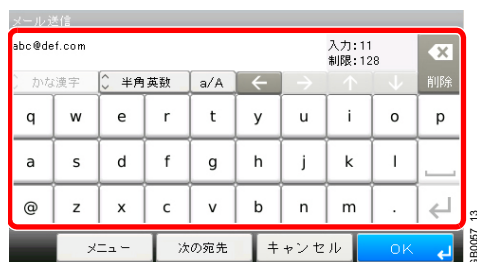 メール送信
abc@def.com 入力:11
制限:128
かな漢字 半角英数 a/A ← → ↑ ↓ 削除
q w e r t y u i o p
a s d f g h j k l
@ z x c v b n m .
メニュー 次の宛先 キャンセル OK
GB0057_13